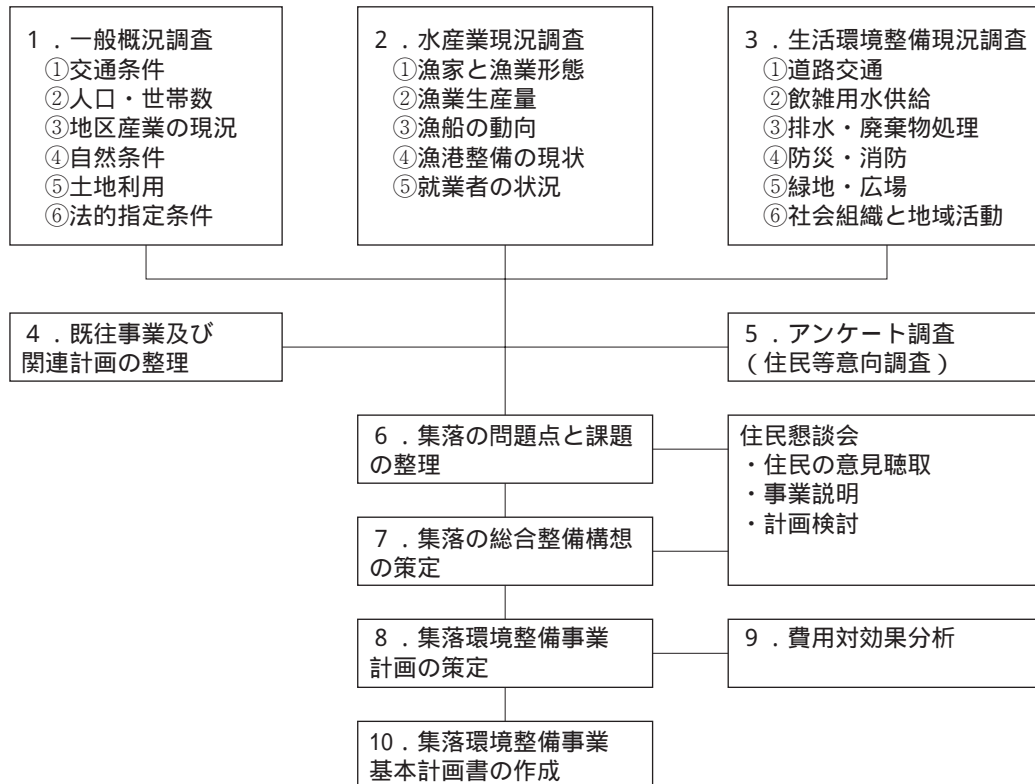 １．一般概況調査
①交通条件
②人口・世帯数
③地区産業の現況
④自然条件
⑤土地利用
⑥法的指定条件
２．水産業現況調査
①漁家と漁業形態
②漁業生産量
③漁船の動向
④漁港整備の現状
⑤就業者の状況
３．生活環境整備現況調査
①道路交通
②飲雑用水供給
③排水・廃棄物処理
④防災・消防
⑤緑地・広場
⑥社会組織と地域活動
４．既往事業及び
関連計画の整理
５．アンケート調査
（住民等意向調査）
６．集落の問題点と課題
の整理
住民懇談会
・住民の意見聴取
・事業説明
・計画検討
７．集落の総合整備構想
の策定
８．集落環境整備事業
計画の策定
９．費用対効果分析
10．集落環境整備事業
基本計画書の作成